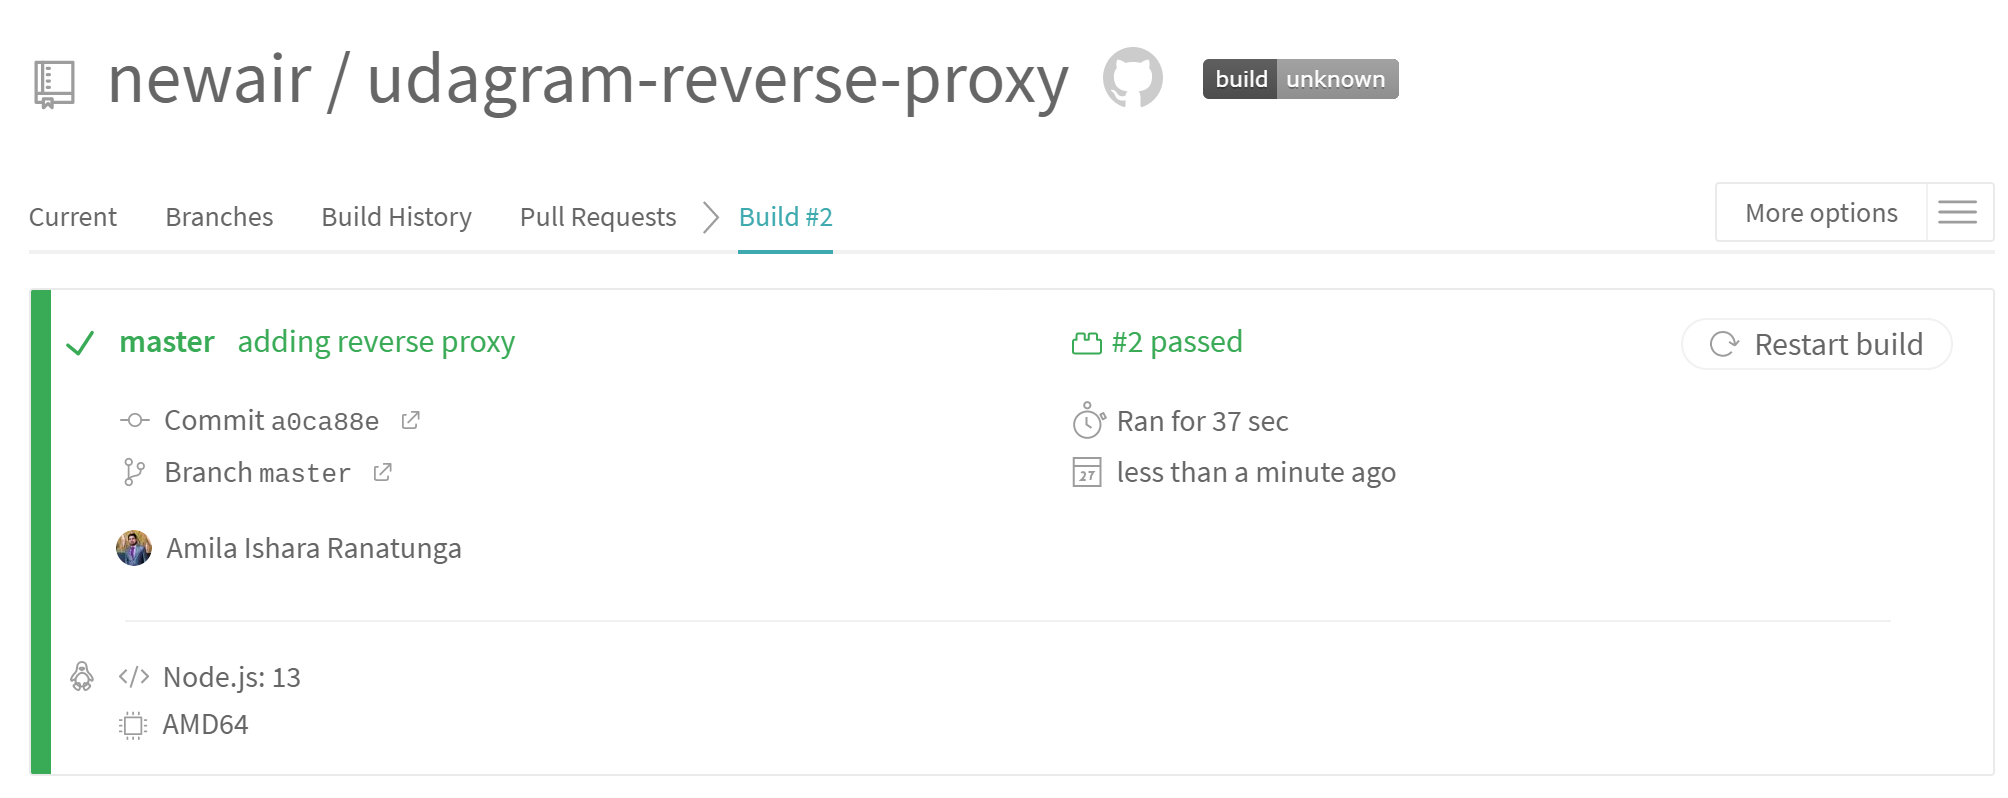 newair / udagram-reverse-proxy build unknown
Current Branches Build History Pull Requests Build #2 More options
master adding reverse proxy #2 passed Restart build
Commit a0ca88e Ran for 37 sec
Branch master 27 less than a minute ago
Amila Ishara Ranatunga
Node.js: 13
AMD64